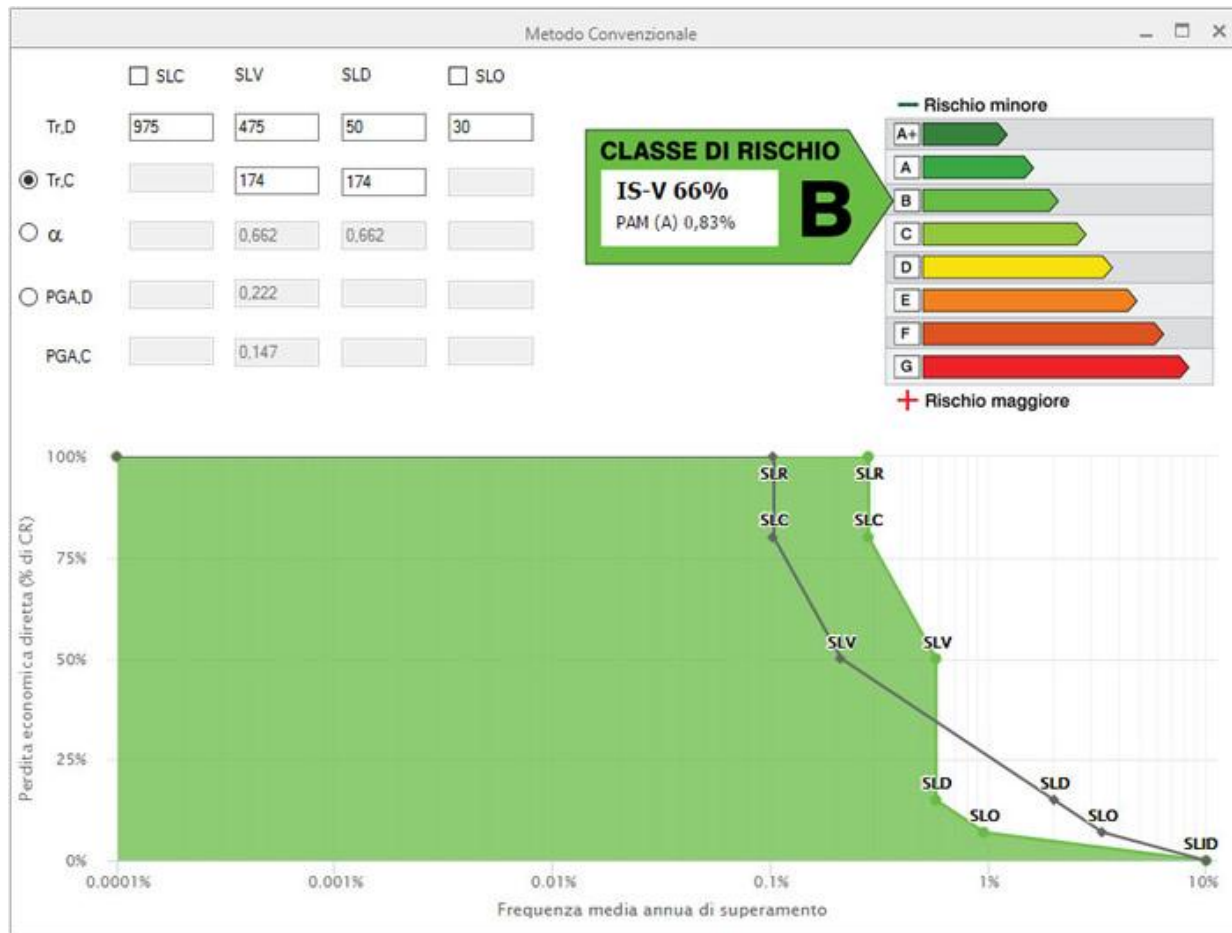 Metodo Convenzionale
SLC SLV SLD SLO
Tr,D 975 475 50 30
Tr,C 174 174
α 0,662 0,662
PGA,D 0,222
PGA,C 0,147
CLASSE DI RISCHIO
IS-V 66%
PAM (A) 0,83%
B
Rischio minore
A+
A
B
C
D
E
F
G
Rischio maggiore
Perdita economica diretta (% di CR)
100%
75%
50%
25%
0%
SLR SLR
SLC SLC
SLV SLV
SLD SLD
SLO SLO
SLID
0.0001% 0.001% 0.01% 0.1% 1% 10%
Frequenza media annua di superamento